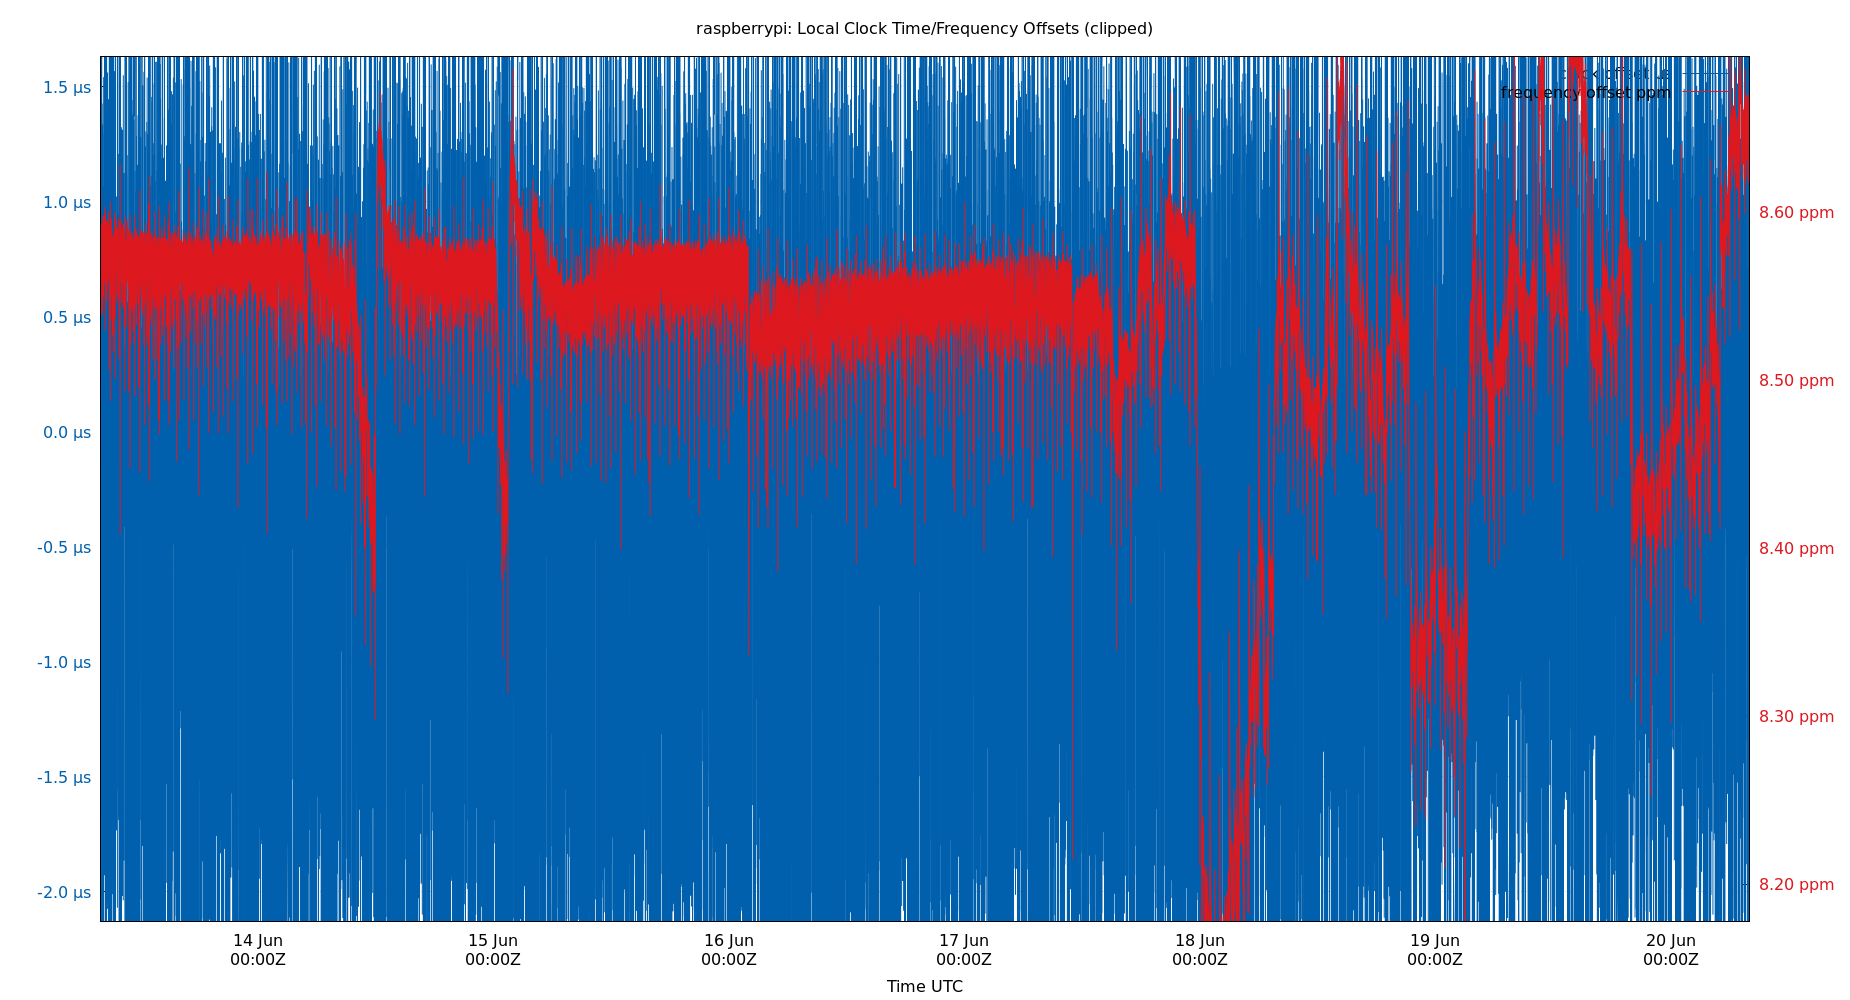 raspberrypi: Local Clock Time/Frequency Offsets (clipped)
clock offset µs
frequency offset ppm
1.5 µs
1.0 µs
0.5 µs
0.0 µs
-0.5 µs
-1.0 µs
-1.5 µs
-2.0 µs
8.60 ppm
8.50 ppm
8.40 ppm
8.30 ppm
8.20 ppm
14 Jun
00:00Z
15 Jun
00:00Z
16 Jun
00:00Z
17 Jun
00:00Z
18 Jun
00:00Z
19 Jun
00:00Z
20 Jun
00:00Z
Time UTC